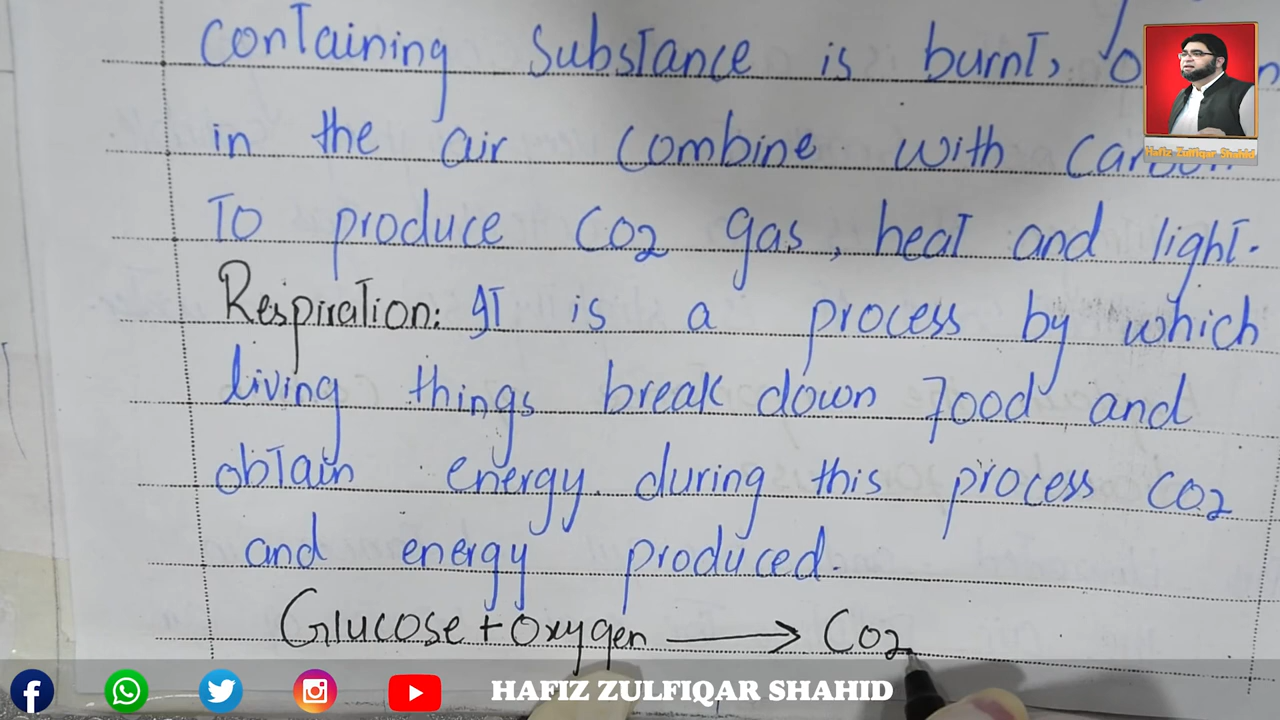 containing substance is burnt,
in the air combine with carbon
To produce CO2 gas, heat and light.
Respiration: It is a process by which
living things break down food and
obtain energy. during this process CO2
and energy produced.
Glucose + Oxygen → CO2
Hafiz Zulfiqar Shahid
HAFIZ ZULFIQAR SHAHID